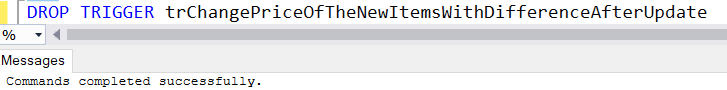 DROP TRIGGER trChangePriceOfTheNewItemsWithDifferenceAfterUpdate
%
Messages
Commands completed successfully.